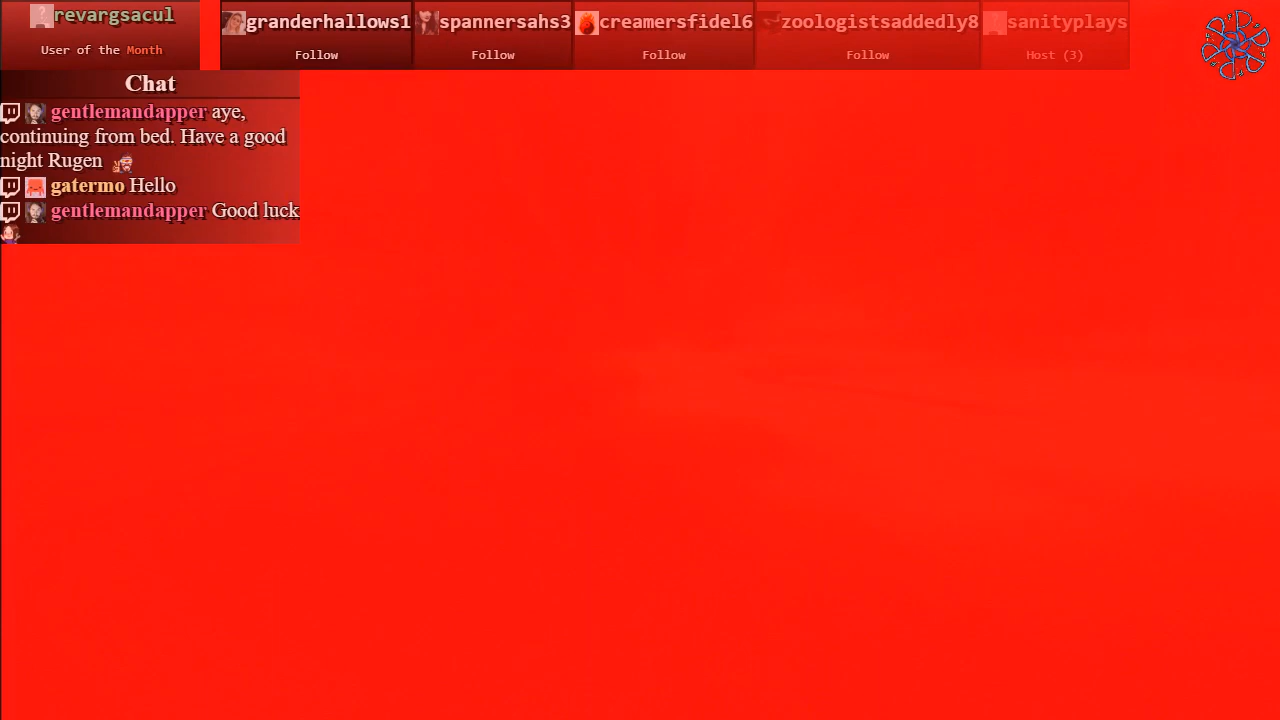 revargsacul
User of the Month
granderhallows1
Follow
spannersahs3
Follow
creamersfidel6
Follow
zoologistsaddedly8
Follow
sanityplays
Host (3)
Chat
gentlemandapper aye,
continuing from bed. Have a good
night Rugen
gatermo Hello
gentlemandapper Good luck